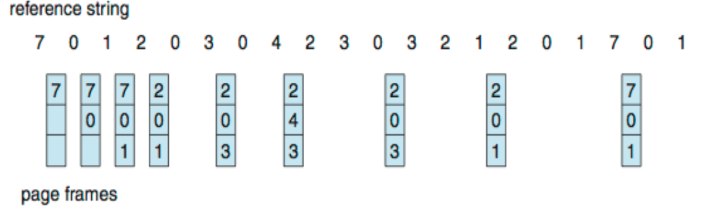 reference string
7 0 1 2 0 3 0 4 2 3 0 3 2 1 2 0 1 7 0 1
7 7 7 2 2 2 2 2 7
0 0 0 0 4 0 0 0
1 1 3 3 3 1 1
page frames